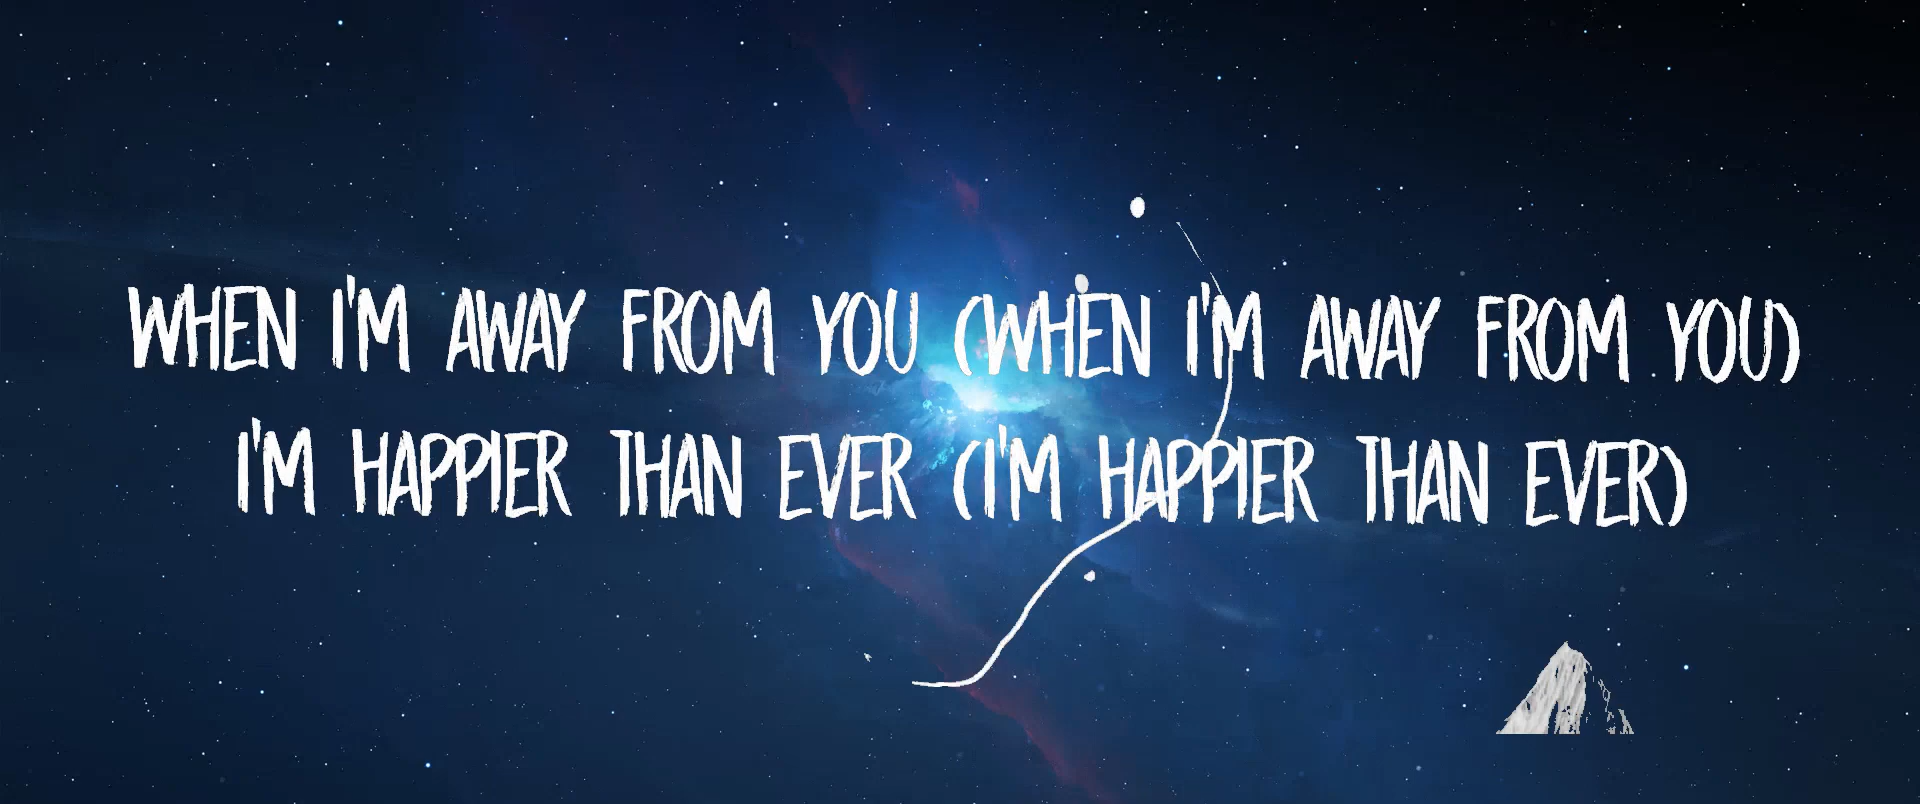 WHEN I'M AWAY FROM YOU (WHEN I'M AWAY FROM YOU)
I'M HAPPIER THAN EVER (I'M HAPPIER THAN EVER)